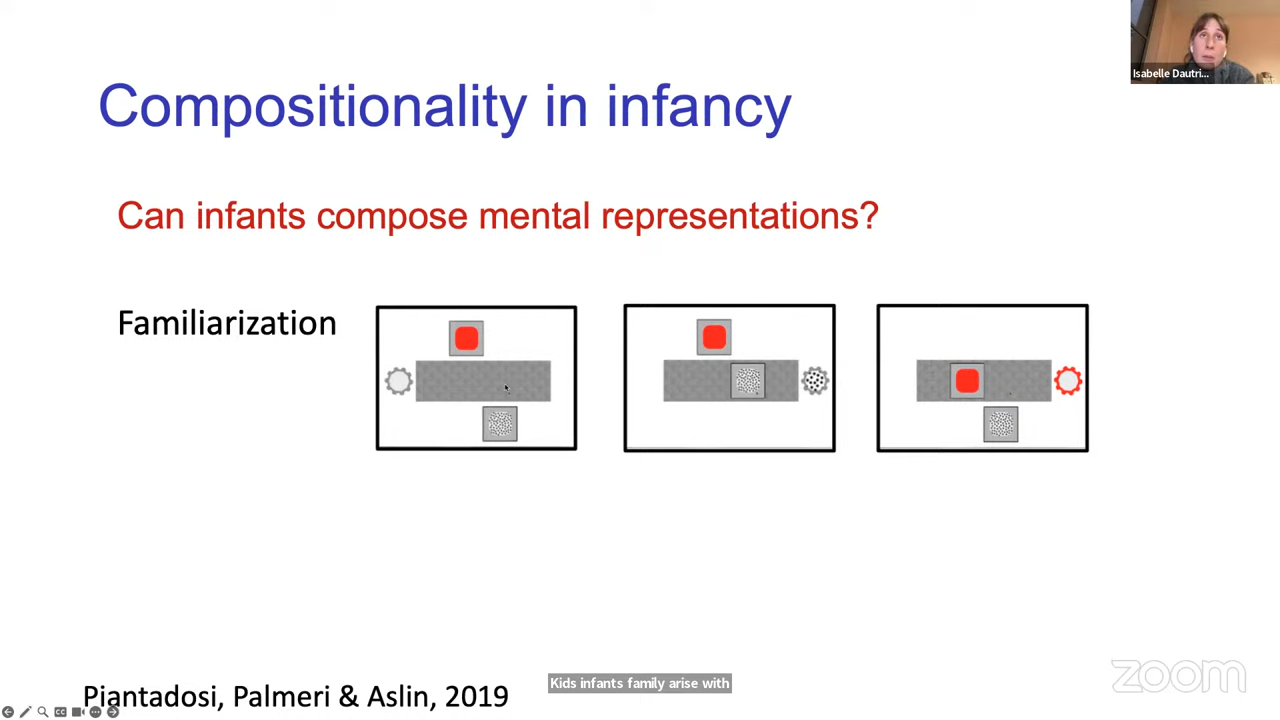 Isabelle Dautri...
Compositionality in infancy
Can infants compose mental representations?
Familiarization
Kids infants family arise with
Piantadosi, Palmeri & Aslin, 2019
zoom
CC